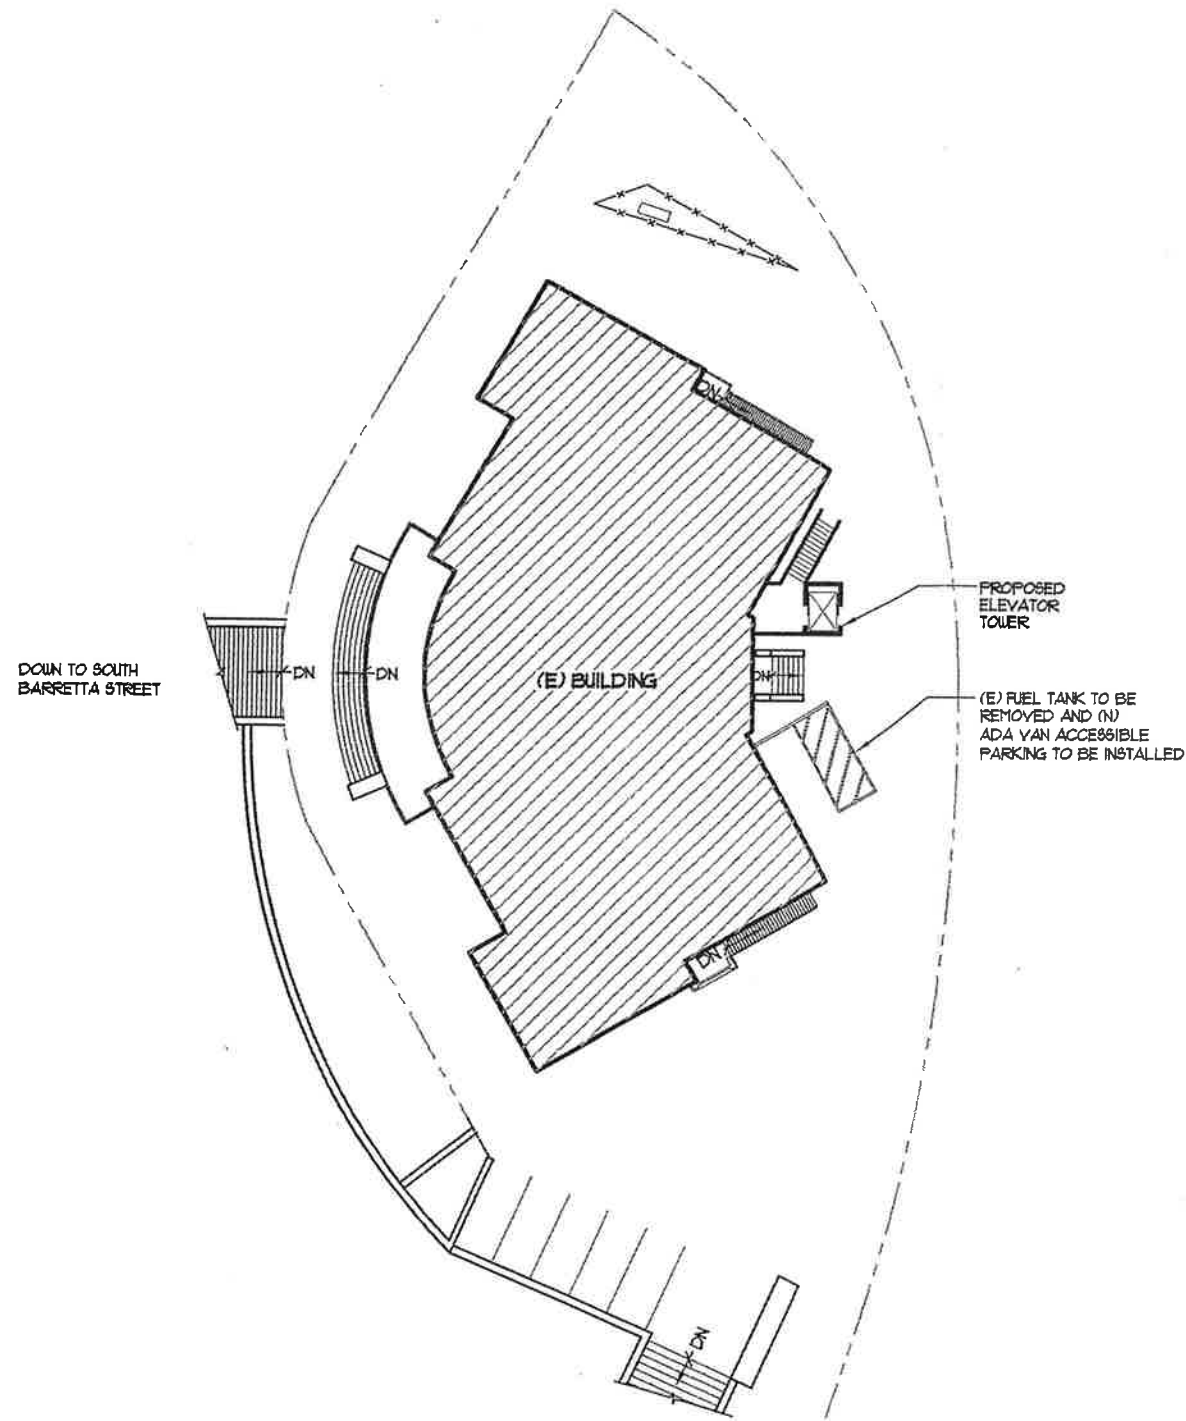 DN
PROPOSED
ELEVATOR
TOWER
DOWN TO SOUTH
BARRETTA STREET
DN
DN
(E) BUILDING
DN
(E) FUEL TANK TO BE
REMOVED AND (N)
ADA VAN ACCESSIBLE
PARKING TO BE INSTALLED
DN
DN